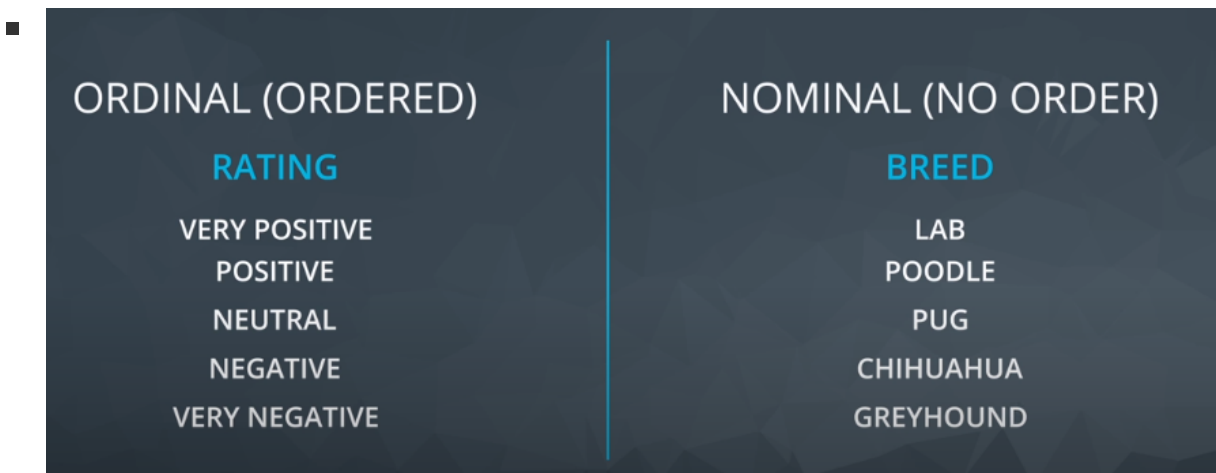 ORDINAL (ORDERED)
RATING
VERY POSITIVE
POSITIVE
NEUTRAL
NEGATIVE
VERY NEGATIVE
NOMINAL (NO ORDER)
BREED
LAB
POODLE
PUG
CHIHUAHUA
GREYHOUND